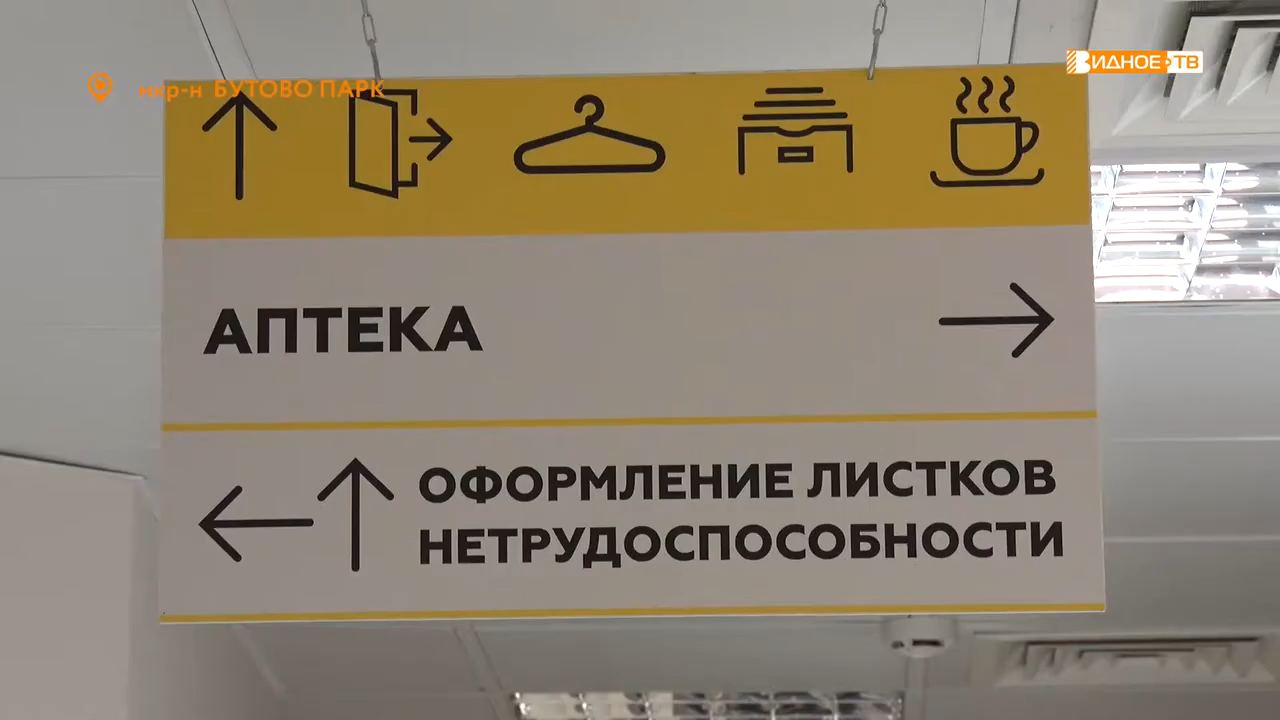 мкр-н БУТОВО ПАРК
ВИДНОЕ ТВ
АПТЕКА
ОФОРМЛЕНИЕ ЛИСТКОВ
НЕТРУДОСПОСОБНОСТИ